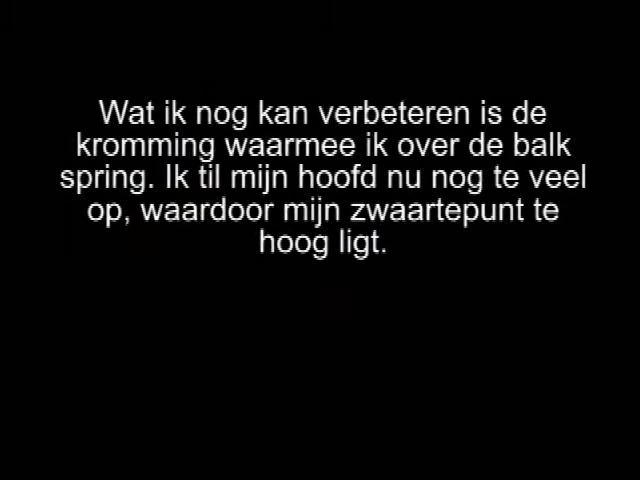 Wat ik nog kan verbeteren is de
kromming waarmee ik over de balk
spring. Ik til mijn hoofd nu nog te veel
op, waardoor mijn zwaartepunt te
hoog ligt.